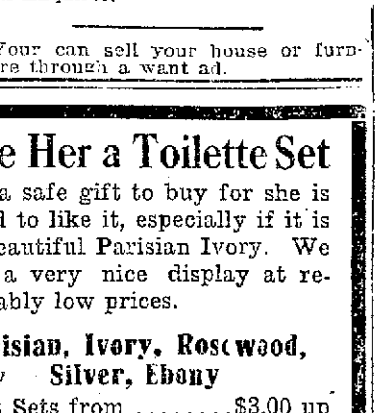 Your can sell your house or furn-
re through a want ad.
e Her a Toilette Set
a safe gift to buy for she is
d to like it, especially if it is
eautiful Parisian Ivory. We
a very nice display at re-
ably low prices.
isian, Ivory, Rosewood,
Silver, Ebony
Sets from ........ $3.00 up